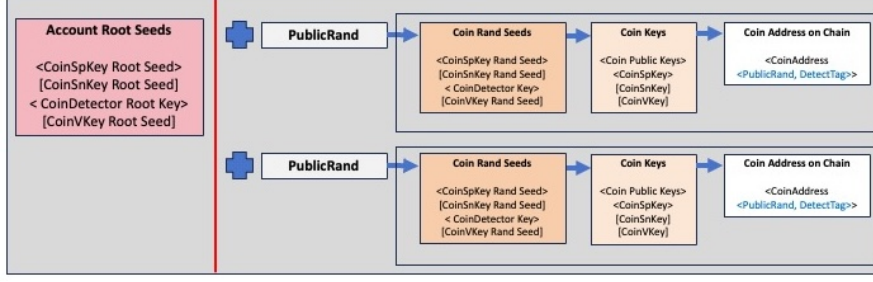 Account Root Seeds
<CoinSpKey Root Seed>
[CoinSnKey Root Seed]
< CoinDetector Root Key>
[CoinVKey Root Seed]
PublicRand
Coin Rand Seeds
<CoinSpKey Rand Seed>
[CoinSnKey Rand Seed]
< CoinDetector Key>
[CoinVKey Rand Seed]
Coin Keys
<Coin Public Keys>
<CoinSpKey>
[CoinSnKey]
[CoinVKey]
Coin Address on Chain
<CoinAddress
<PublicRand, DetectTag>>
PublicRand
Coin Rand Seeds
<CoinSpKey Rand Seed>
[CoinSnKey Rand Seed]
< CoinDetector Key>
[CoinVKey Rand Seed]
Coin Keys
<Coin Public Keys>
<CoinSpKey>
[CoinSnKey]
[CoinVKey]
Coin Address on Chain
<CoinAddress
<PublicRand, DetectTag>>